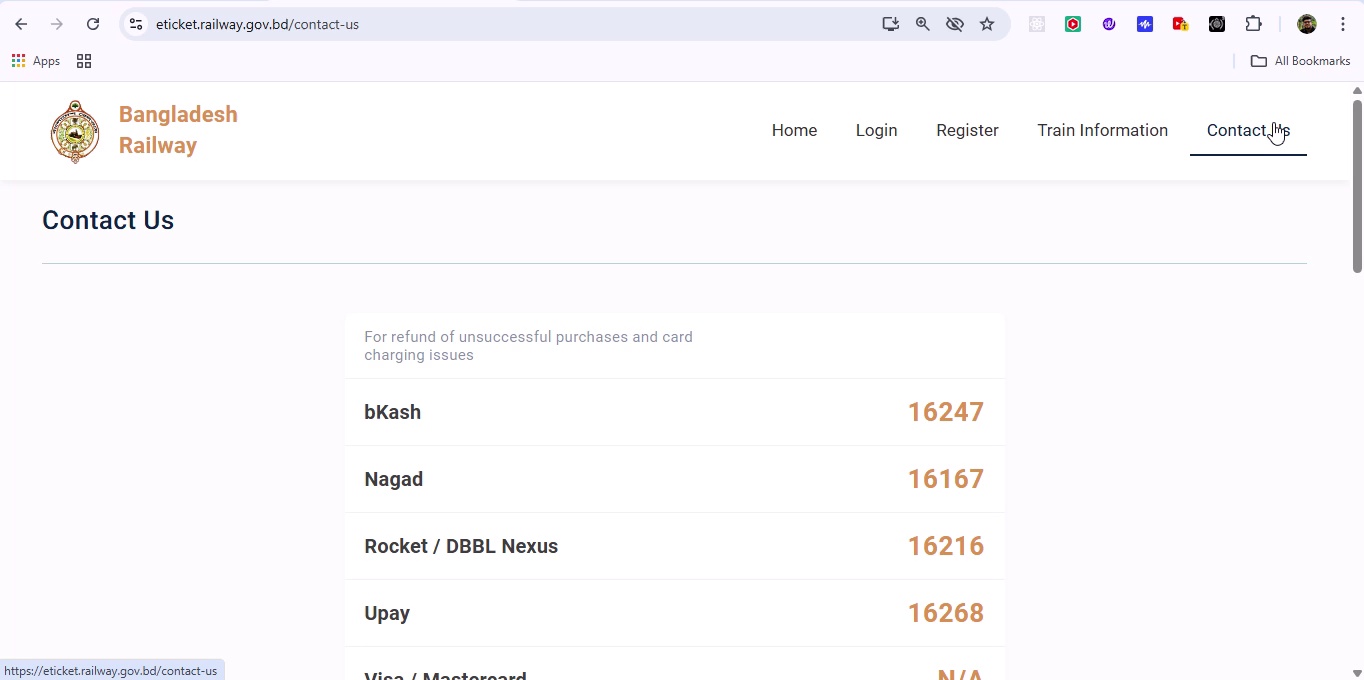 eticket.railway.gov.bd/contact-us
Apps
All Bookmarks
Bangladesh
Railway
Home Login Register Train Information Contact Us
Contact Us
For refund of unsuccessful purchases and card
charging issues
bKash 16247
Nagad 16167
Rocket / DBBL Nexus 16216
Upay 16268
Visa / Mastercard N/A
https://eticket.railway.gov.bd/contact-us